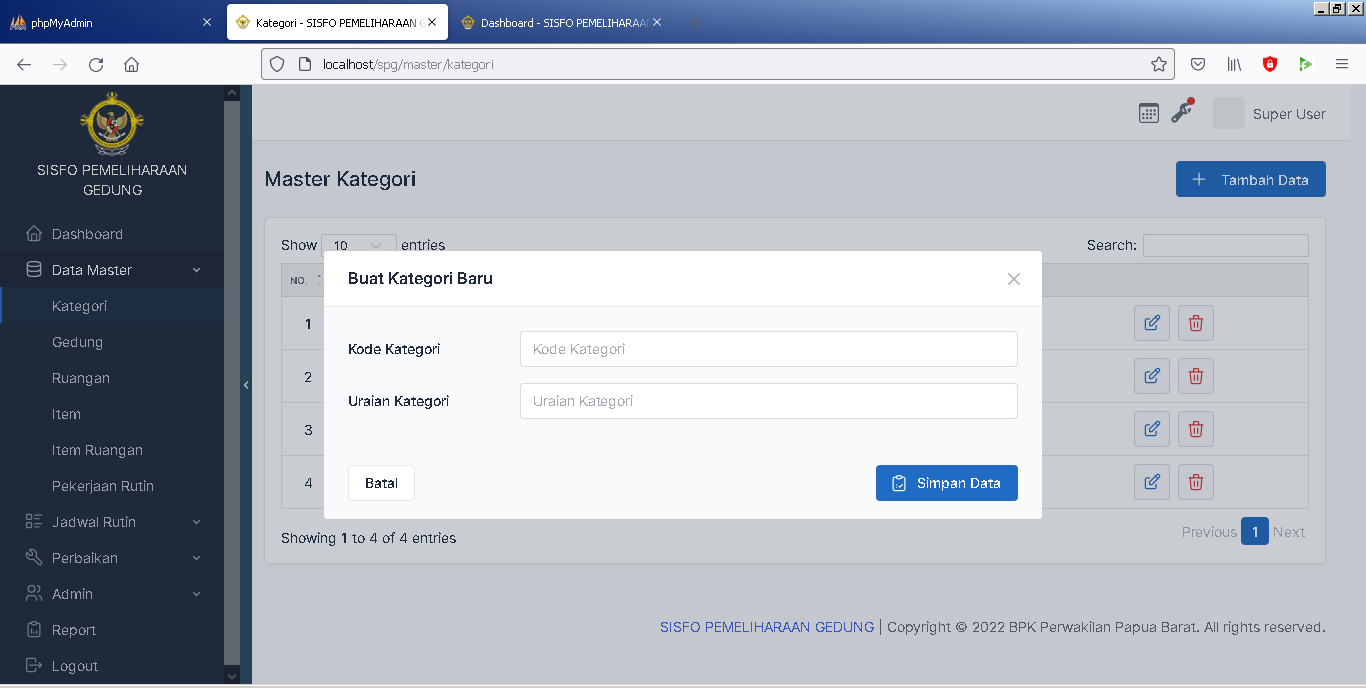 phpMyAdmin
Kategori - SISFO PEMELIHARAAN G
Dashboard - SISFO PEMELIHARAAN
localhost/spg/master/kategori
SISFO PEMELIHARAAN
GEDUNG
Dashboard
Data Master
Kategori
Gedung
Ruangan
Item
Item Ruangan
Pekerjaan Rutin
Jadwal Rutin
Perbaikan
Admin
Report
Logout
Super User
Master Kategori
Tambah Data
Show 10 entries
Search:
NO.
1
2
3
4
Buat Kategori Baru
Kode Kategori
Kode Kategori
Uraian Kategori
Uraian Kategori
Batal
Simpan Data
Showing 1 to 4 of 4 entries
Previous 1 Next
SISFO PEMELIHARAAN GEDUNG | Copyright © 2022 BPK Perwakilan Papua Barat. All rights reserved.